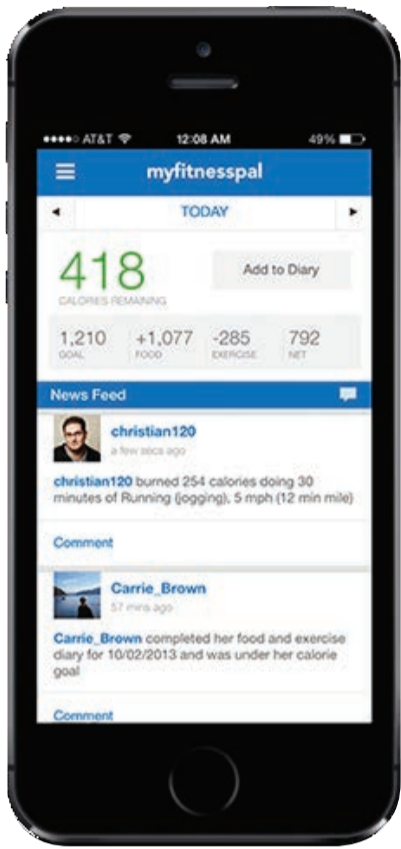 AT&T 12:08 AM 49%
myfitnesspal
TODAY
418
CALORIES REMAINING
Add to Diary
1,210 +1,077 -285 792
GOAL FOOD EXERCISE NET
News Feed
christian120
a few secs ago
christian120 burned 254 calories doing 30
minutes of Running (jogging), 5 mph (12 min mile)
Comment
Carrie_Brown
57 mins ago
Carrie_Brown completed her food and exercise
diary for 10/02/2013 and was under her calorie
goal
Comment